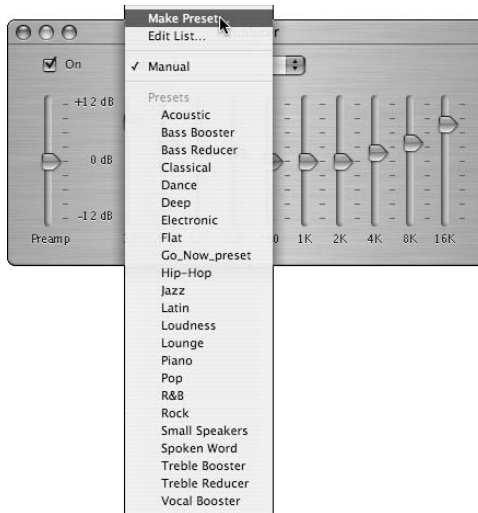 Make Preset...
Edit List...
On
✓ Manual
+12 dB
0 dB
-12 dB
Preamp
Presets
Acoustic
Bass Booster
Bass Reducer
Classical
Dance
Deep
Electronic
Flat
Go_Now_preset
Hip-Hop
Jazz
Latin
Loudness
Lounge
Piano
Pop
R&B
Rock
Small Speakers
Spoken Word
Treble Booster
Treble Reducer
Vocal Booster
1K 2K 4K 8K 16K